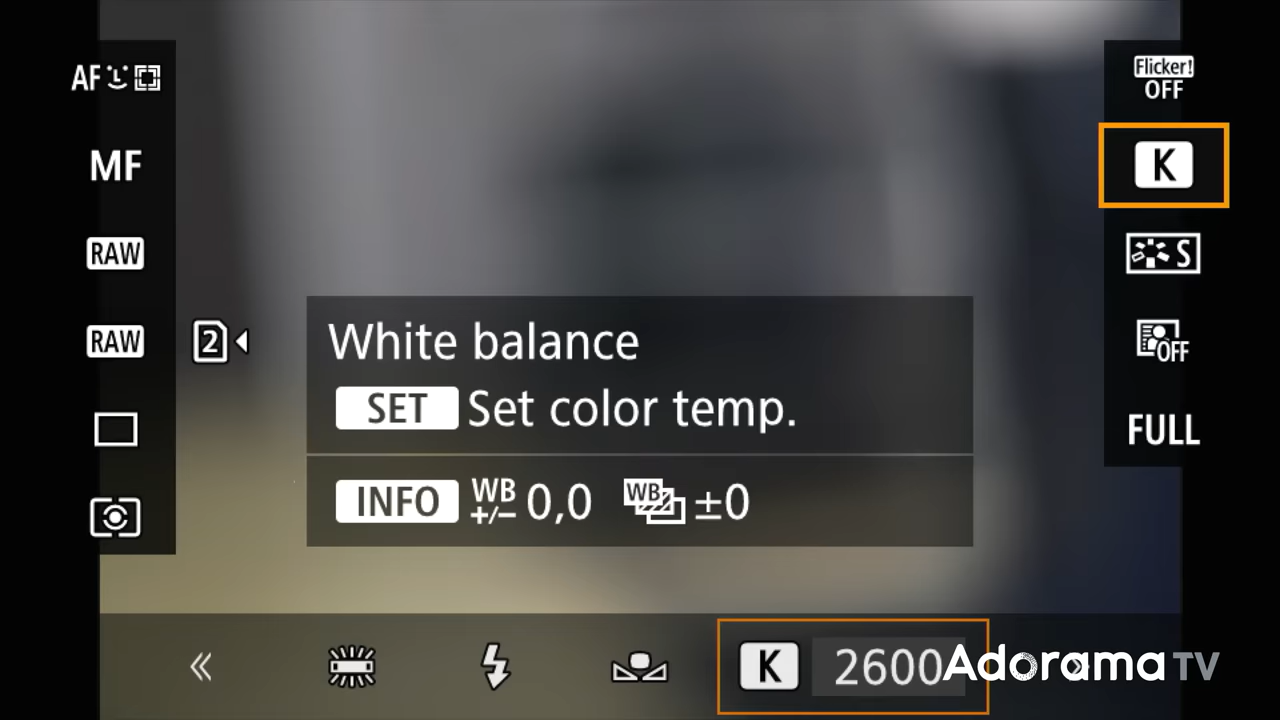 AF
MF
RAW
RAW
2
Flicker!
OFF
K
S
OFF
FULL
White balance
SET Set color temp.
INFO WB +/- 0,0 WB ±0
K 2600
Adorama TV